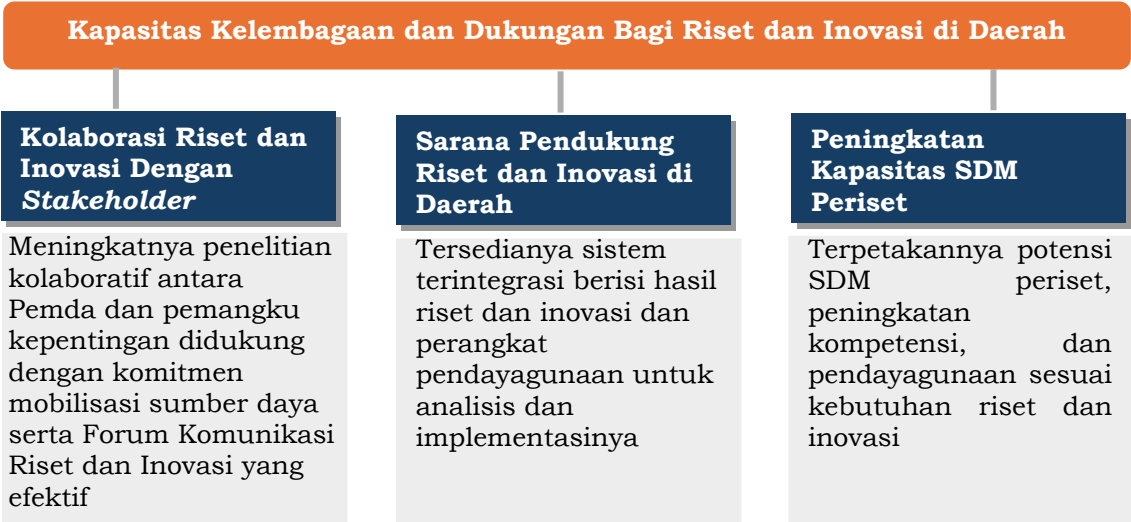 Kapasitas Kelembagaan dan Dukungan Bagi Riset dan Inovasi di Daerah
Kolaborasi Riset dan
Inovasi Dengan
Stakeholder
Meningkatnya penelitian
kolaboratif antara
Pemda dan pemangku
kepentingan didukung
dengan komitmen
mobilisasi sumber daya
serta Forum Komunikasi
Riset dan Inovasi yang
efektif
Sarana Pendukung
Riset dan Inovasi di
Daerah
Tersedianya sistem
terintegrasi berisi hasil
riset dan inovasi dan
perangkat
pendayagunaan untuk
analisis dan
implementasinya
Peningkatan
Kapasitas SDM
Periset
Terpetakannya potensi
SDM periset,
peningkatan
kompetensi, dan
pendayagunaan sesuai
kebutuhan riset dan
inovasi